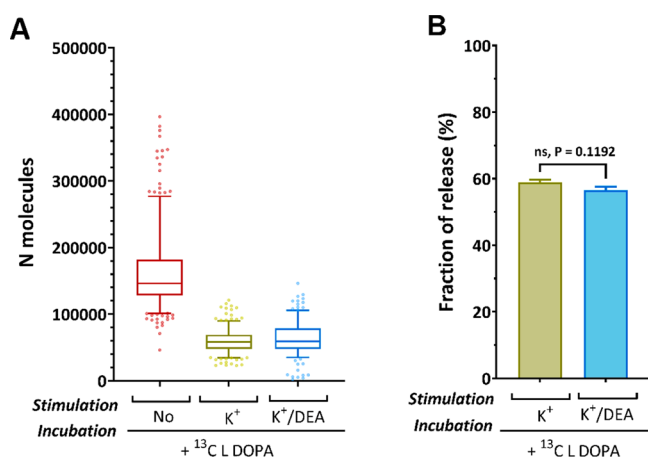 A
N molecules
500000
400000
300000
200000
100000
0
Stimulation
No K⁺ K⁺/DEA
Incubation
+ ¹³C L DOPA
B
Fraction of release (%)
100
80
60
40
20
0
ns, P = 0.1192
Stimulation
K⁺ K⁺/DEA
Incubation
+ ¹³C L DOPA